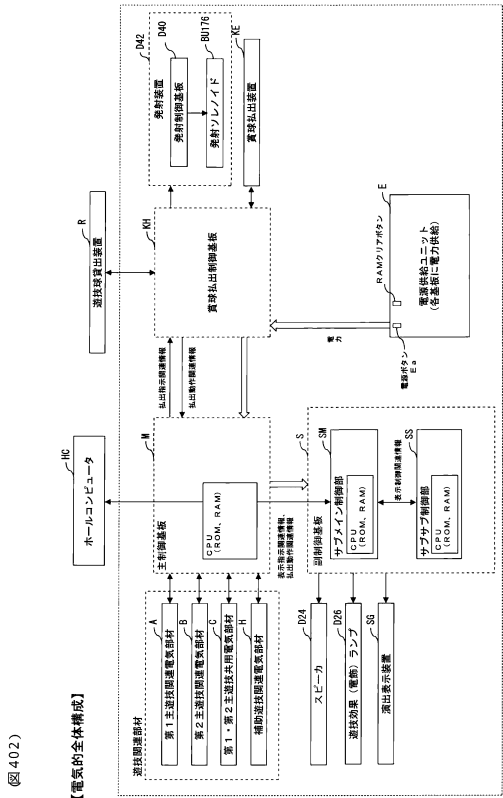 (図402)
【電気的全体構成】
HC
ホールコンピュータ
R
遊技球貸出装置
遊技関連部材
A
第1主遊技関連電気部材
B
第2主遊技関連電気部材
C
第1・第2主遊技共用電気部材
H
補助遊技関連電気部材
M
主制御基板
CPU
(ROM、RAM)
払出指示関連情報
払出動作関連情報
KH
賞球払出制御基板
D42
発射装置
D40
発射制御基板
BU176
発射ソレノイド
KE
賞球払出装置
表示指示関連情報、
払出動作関連情報
D24
スピーカ
D26
遊技効果(電飾)ランプ
SG
演出表示装置
S
副制御基板
SM
サブメイン制御部
CPU
(ROM、RAM)
表示制御関連情報
SS
サブサブ制御部
CPU
(ROM、RAM)
電力
電源ボタン
Ea
RAMクリアボタン
E
電源供給ユニット
(各基板に電力供給)